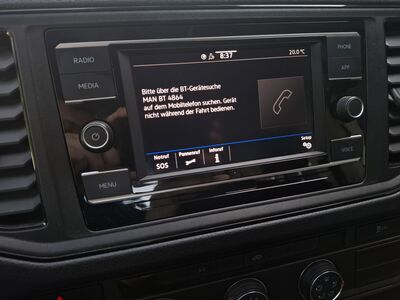 RADIO
MEDIA
MENU
PHONE
APP
VOICE
8:37
20.0°C
Bitte über die BT-Gerätesuche
MAN BT 4864
auf dem Mobiltelefon suchen. Gerät
nicht während der Fahrt bedienen.
Notruf
SOS
Pannenruf
Inforuf
i
Setup